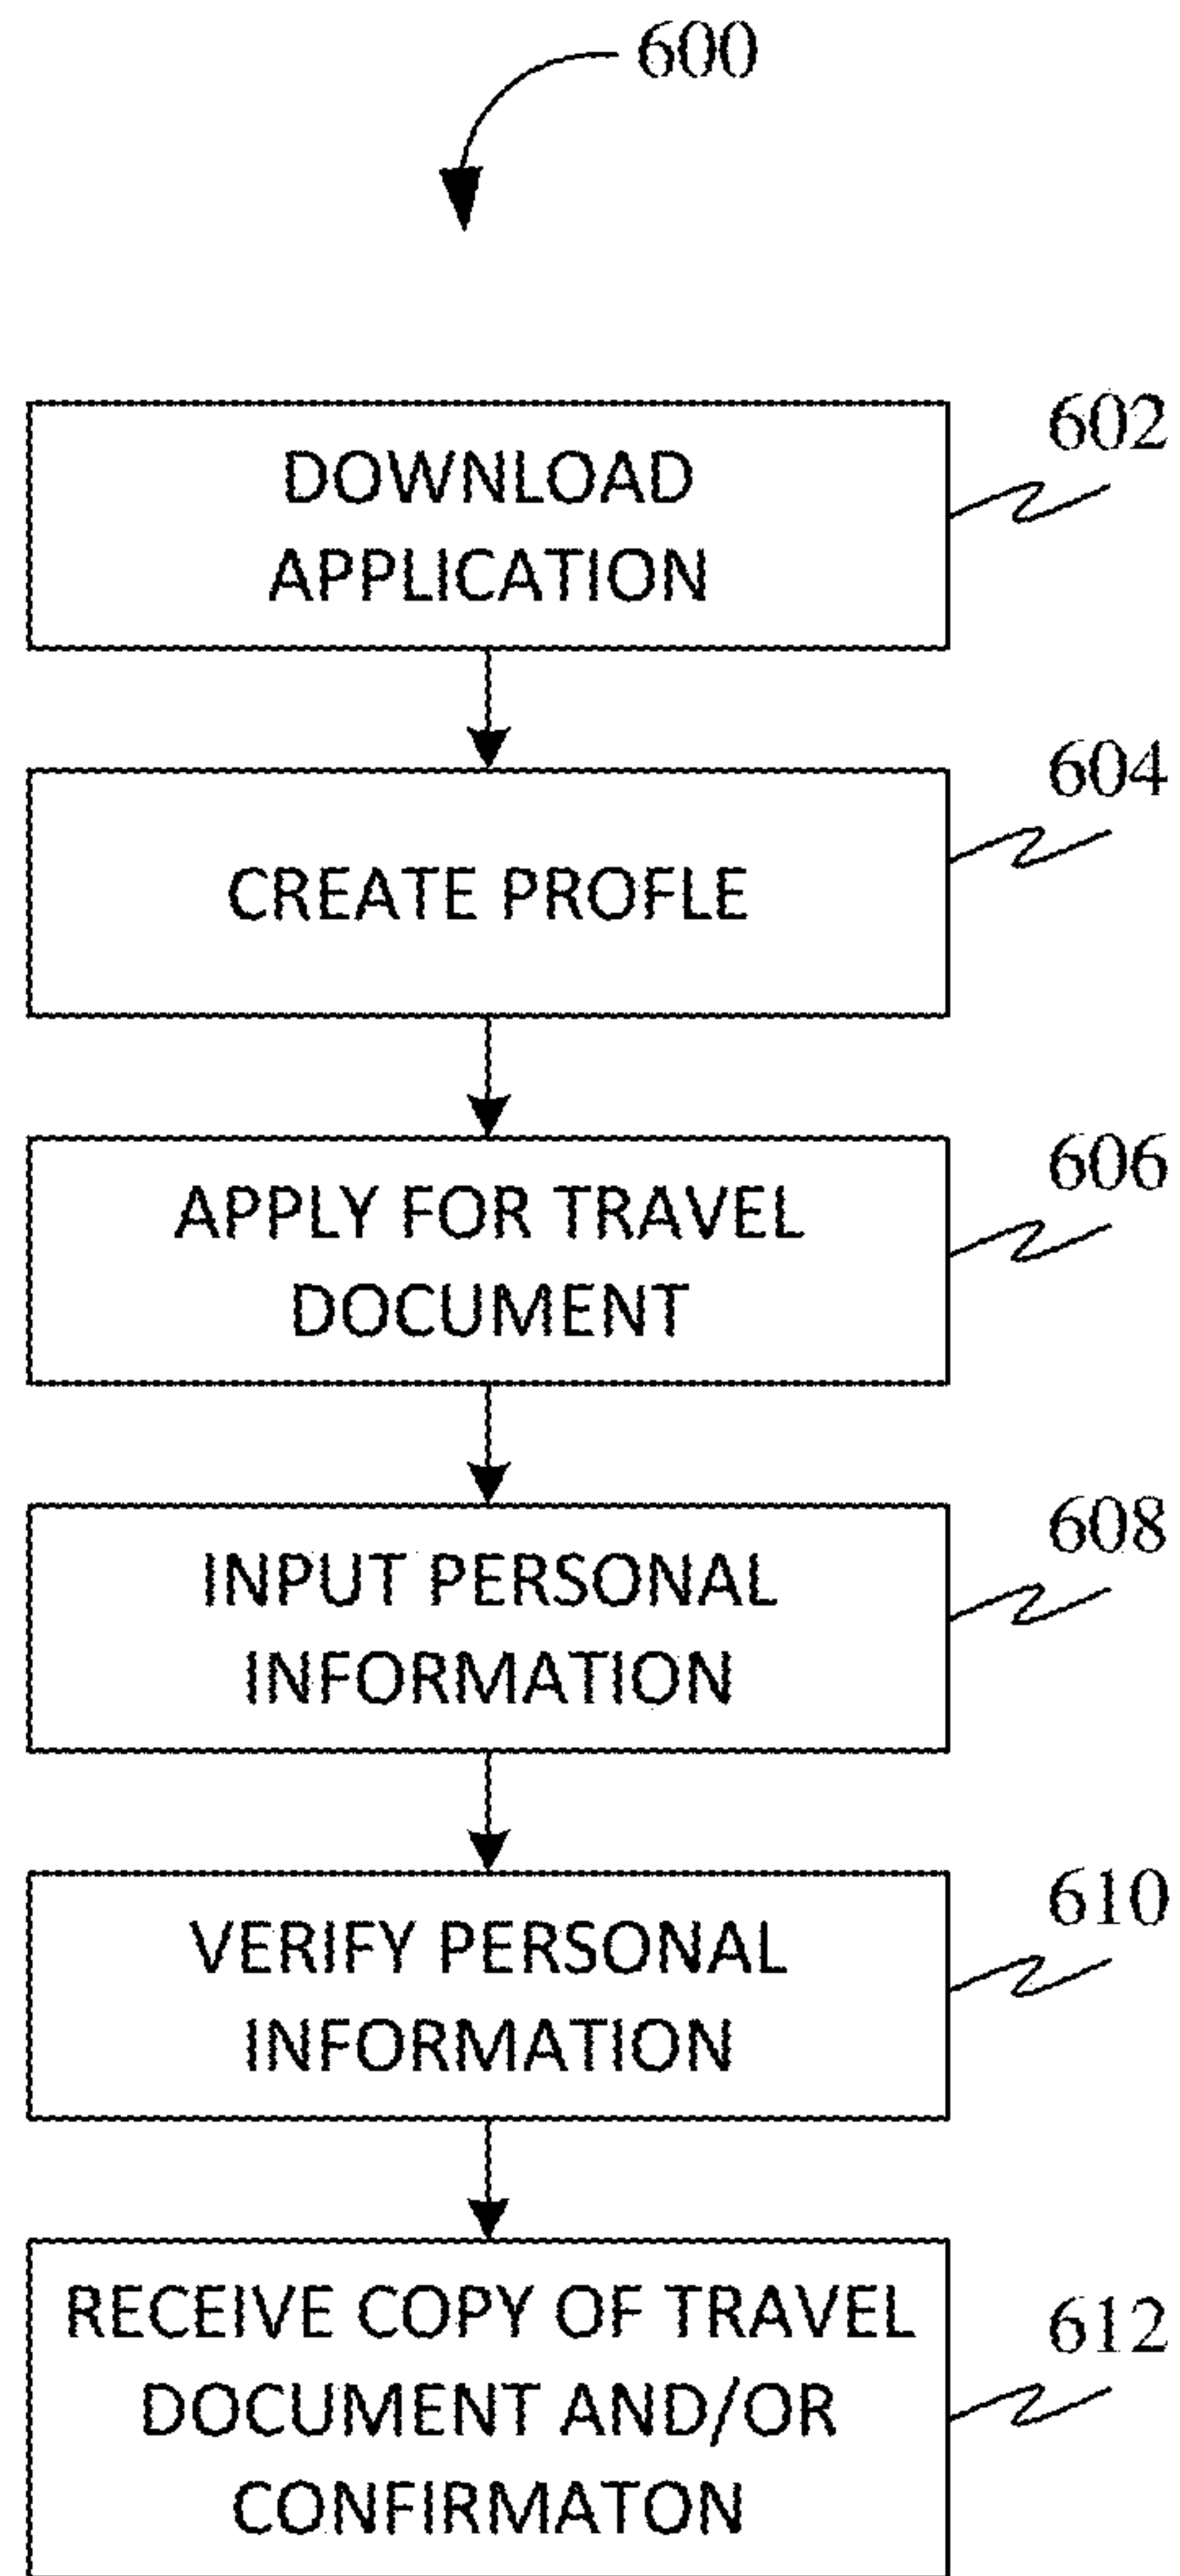 600
DOWNLOAD
APPLICATION
602
CREATE PROFLE
604
APPLY FOR TRAVEL
DOCUMENT
606
INPUT PERSONAL
INFORMATION
608
VERIFY PERSONAL
INFORMATION
610
RECEIVE COPY OF TRAVEL
DOCUMENT AND/OR
CONFIRMATON
612